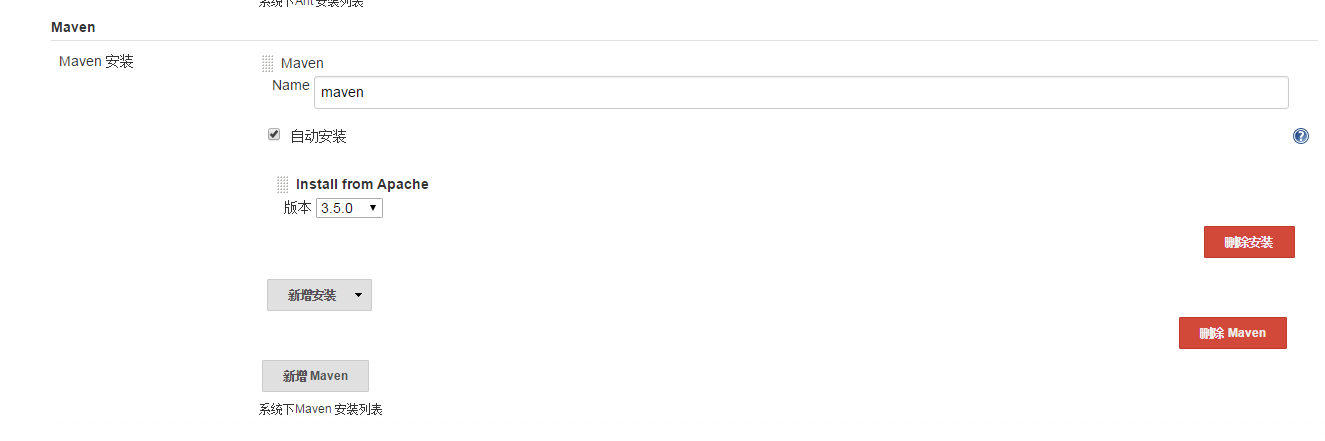 系统下Ant 安装列表
Maven
Maven 安装
Maven
Name maven
自动安装
Install from Apache
版本 3.5.0
删除安装
新增安装
删除 Maven
新增 Maven
系统下Maven 安装列表